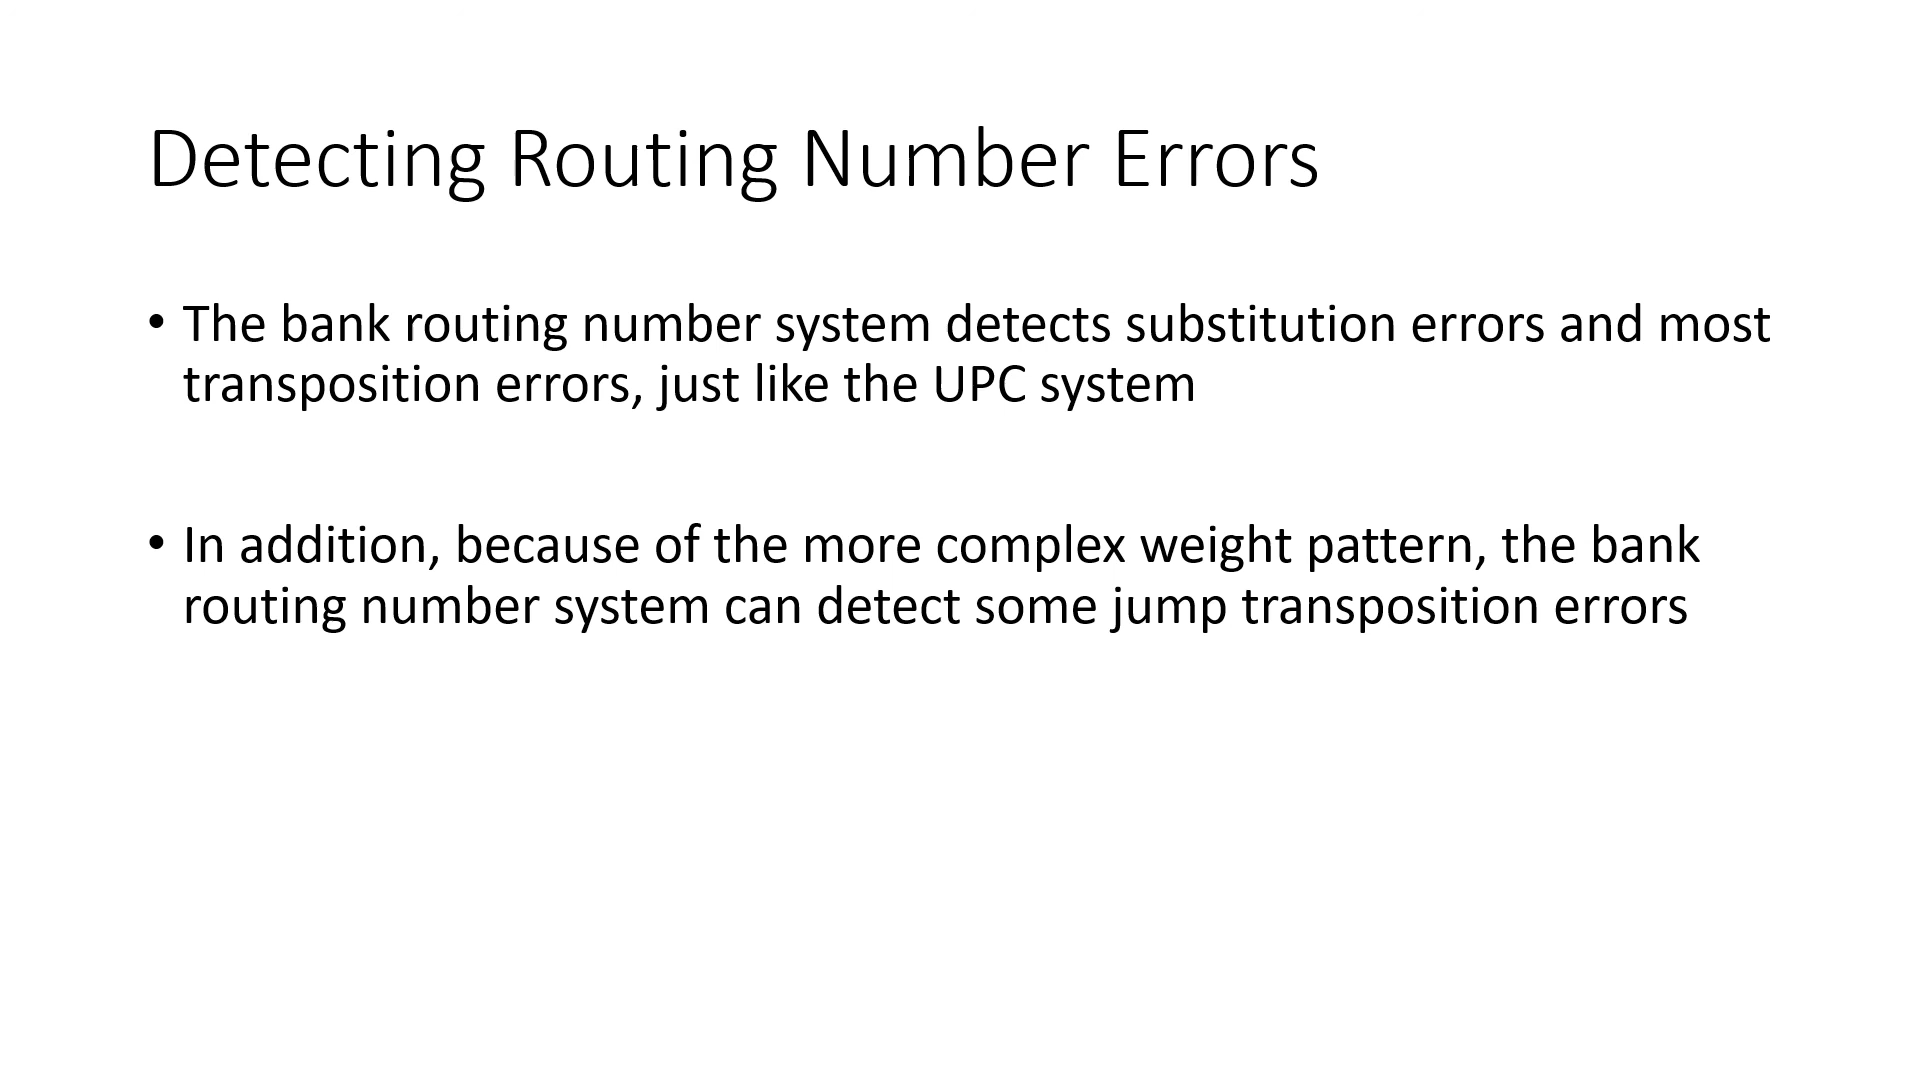 Detecting Routing Number Errors
• The bank routing number system detects substitution errors and most
transposition errors, just like the UPC system
• In addition, because of the more complex weight pattern, the bank
routing number system can detect some jump transposition errors